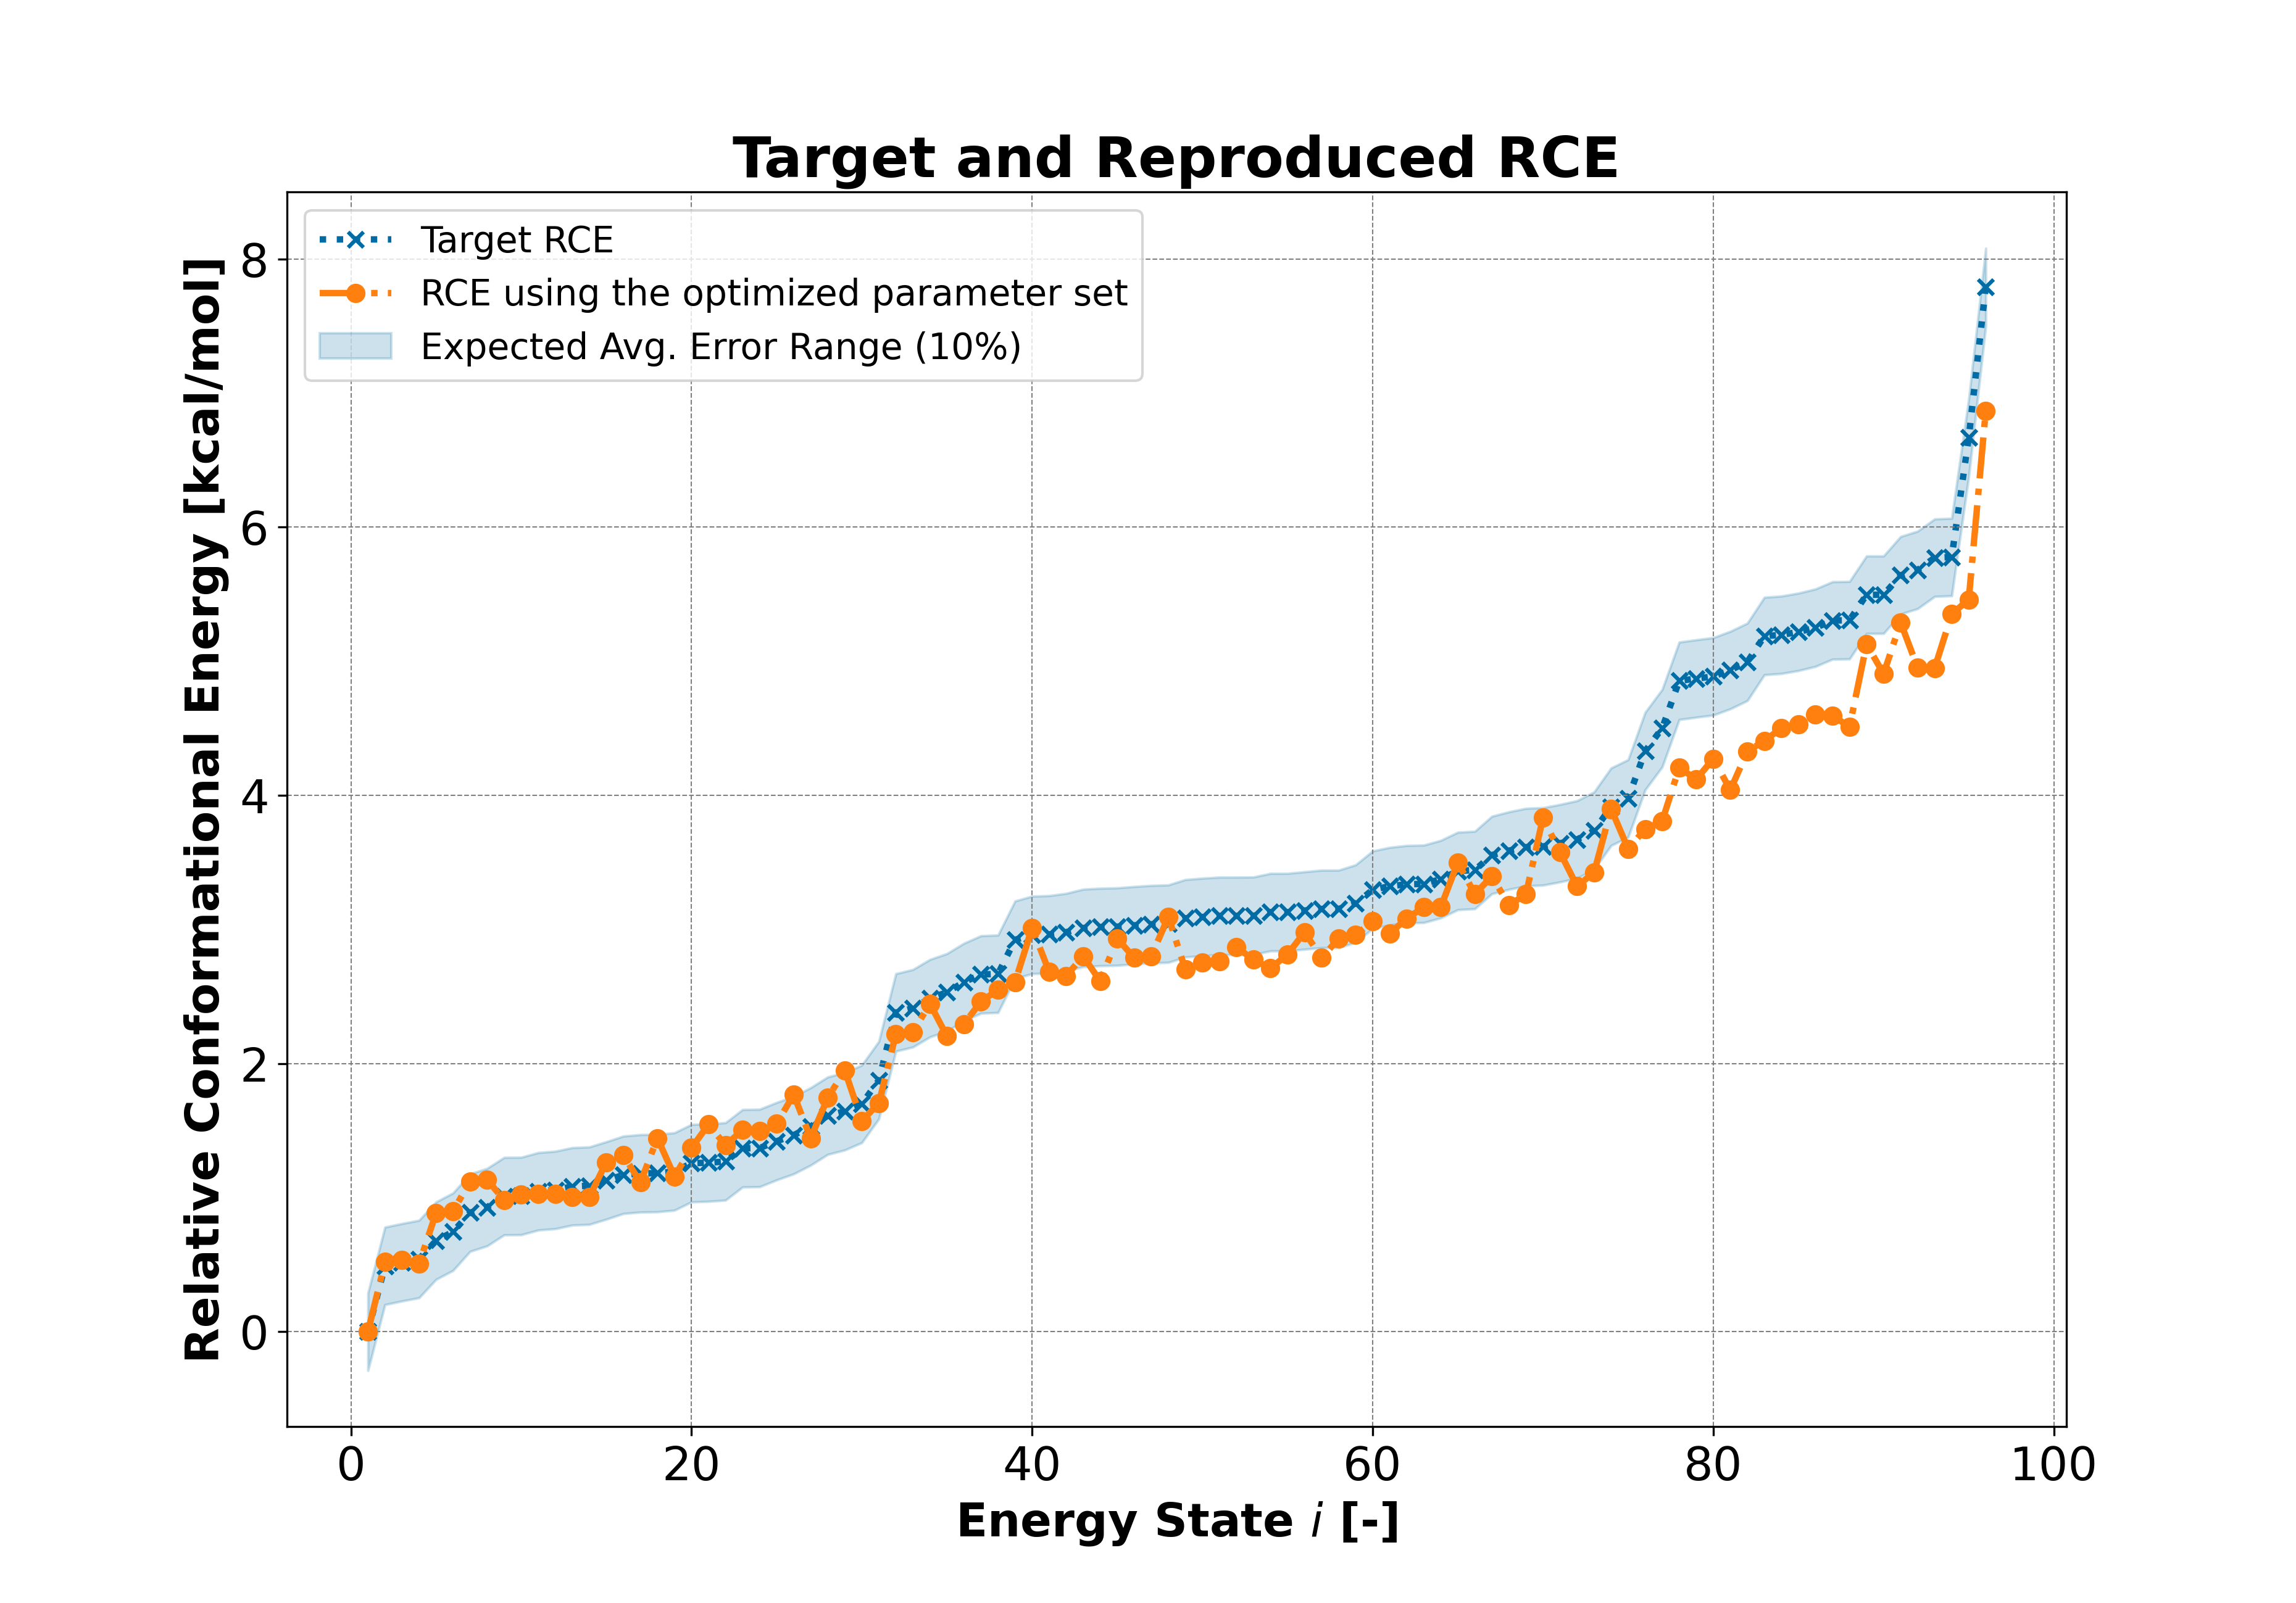 Target and Reproduced RCE
Target RCE
RCE using the optimized parameter set
Expected Avg. Error Range (10%)
Relative Conformational Energy [kcal/mol]
8
6
4
2
0
0 20 40 60 80 100
Energy State i [-]